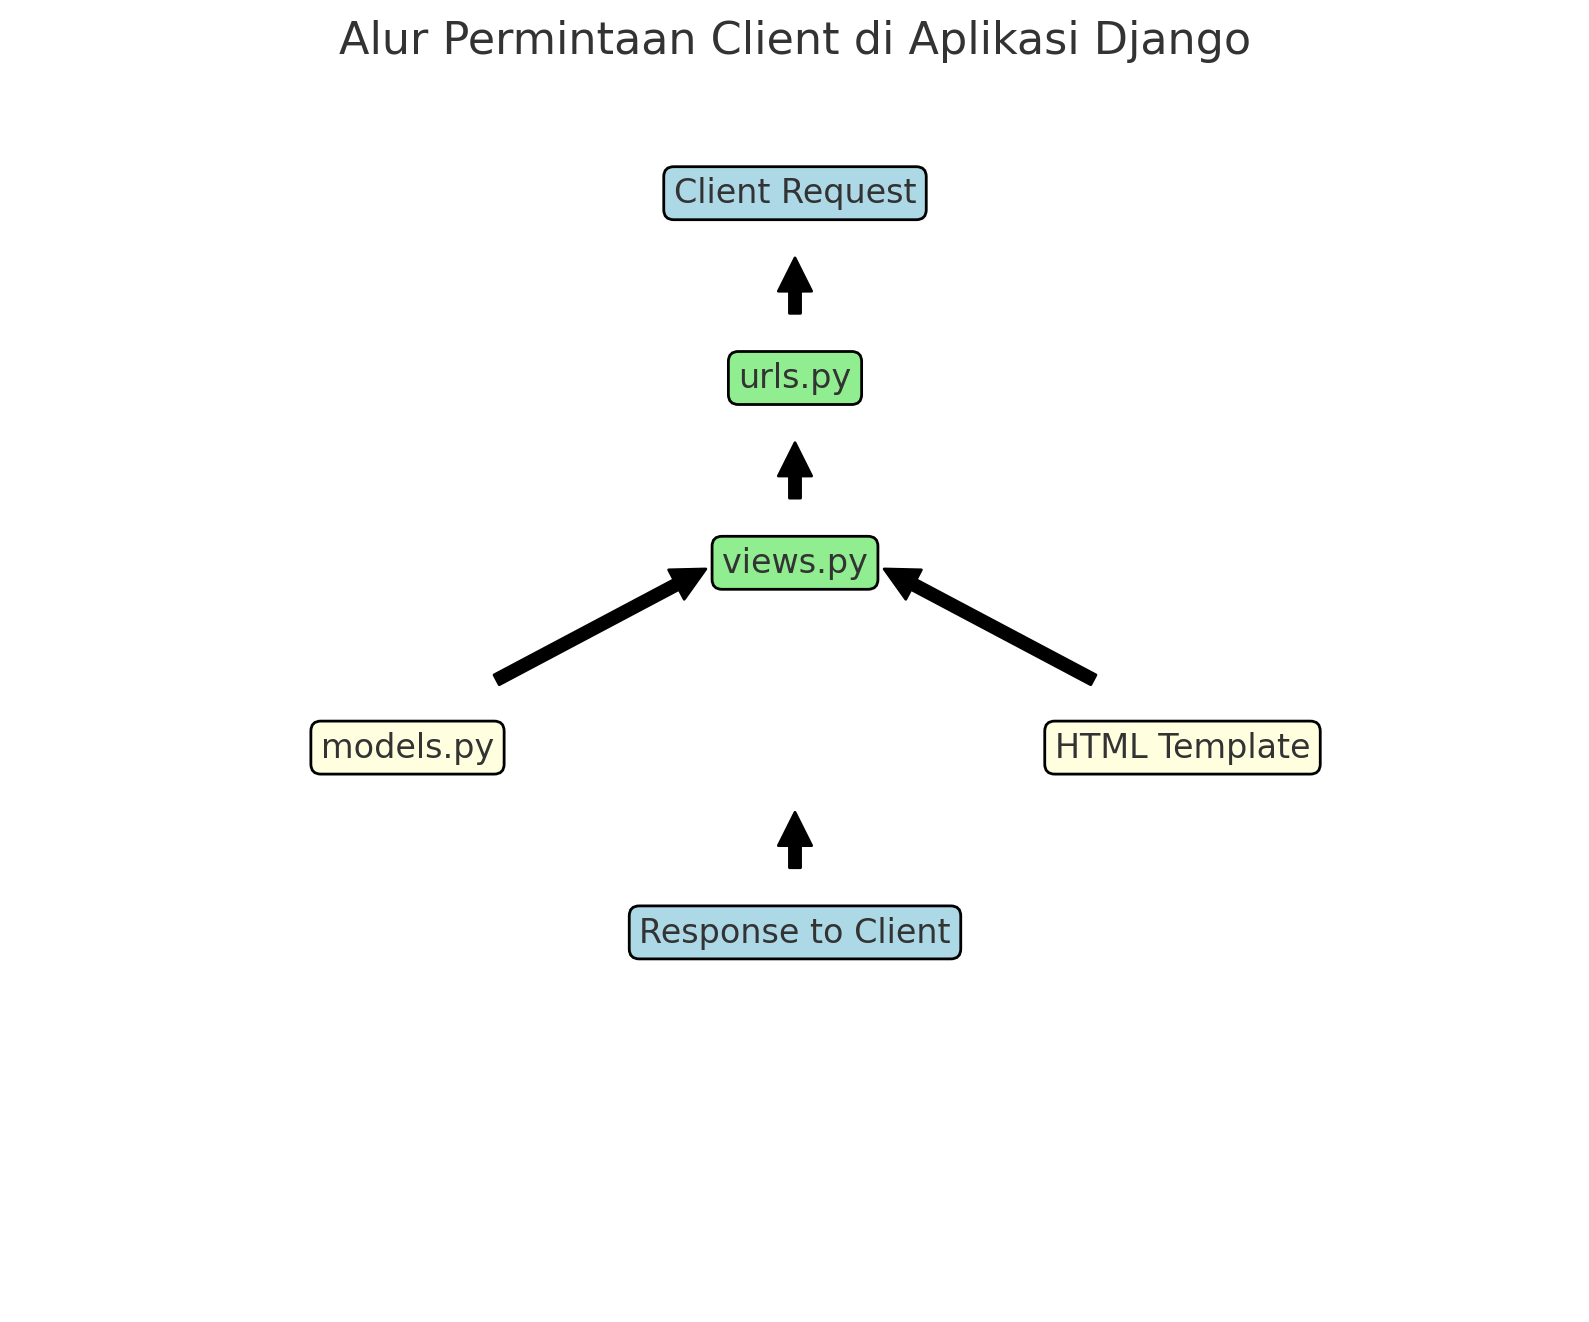 Alur Permintaan Client di Aplikasi Django
Client Request
urls.py
views.py
models.py
HTML Template
Response to Client